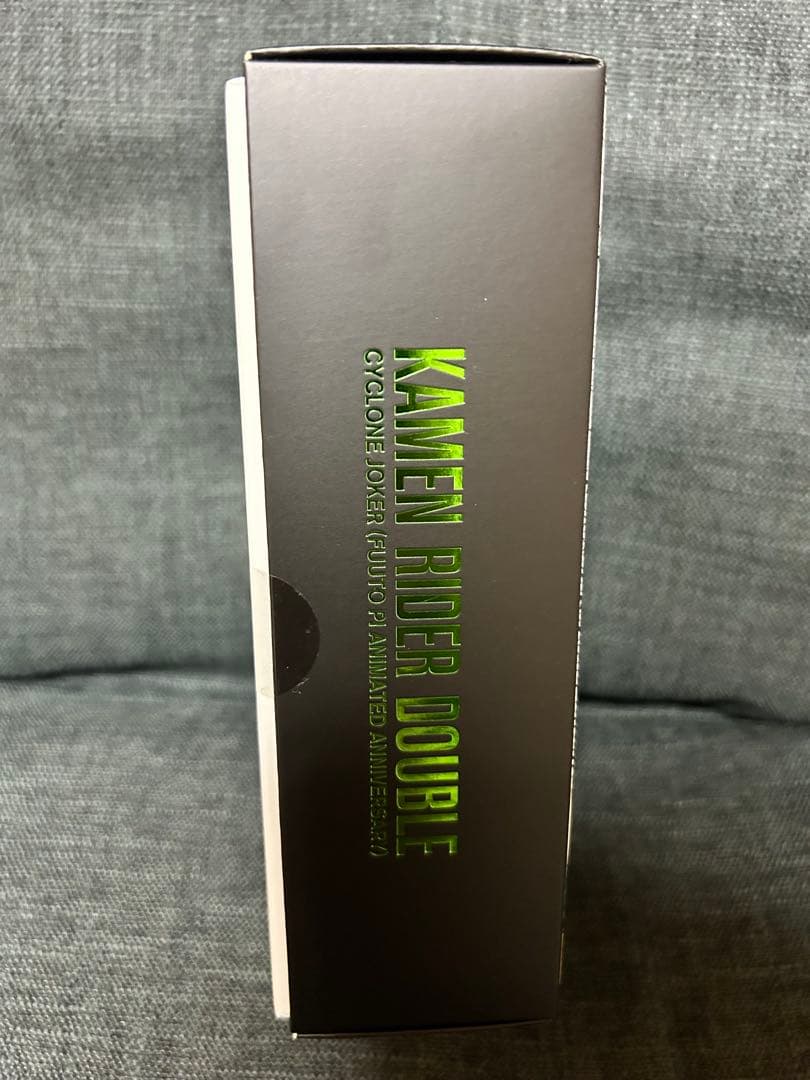 KAMEN RIDER DOUBLE
CYCLONE JOKER (FUUTO PI ANIMATED ANNIVERSARY)